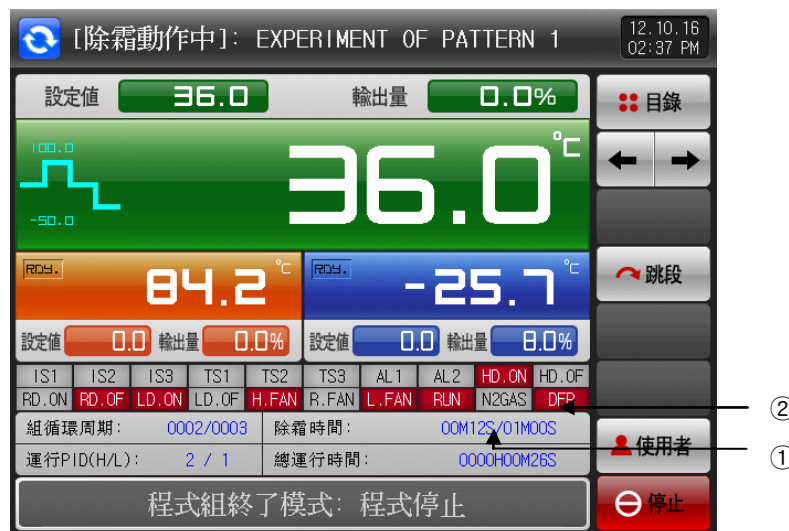 [除霜動作中]: EXPERIMENT OF PATTERN 1
12.10.16
02:37 PM
設定値 36.0 輸出量 0.0%
目錄
100.0
-50.0
36.0 ℃
RDY. 84.2 ℃
RDY. -25.7 ℃
跳段
設定値 0.0 輸出量 0.0%
設定値 0.0 輸出量 8.0%
IS1 IS2 IS3 TS1 TS2 TS3 AL1 AL2 HD.ON HD.OF
RD.ON RD.OF LD.ON LD.OF H.FAN R.FAN L.FAN RUN N2GAS DFP
②
組循環周期: 0002/0003 除霜時間: 00M12S/01M00S
使用者
①
運行PID(H/L): 2 / 1 總運行時間: 0000H00M26S
程式組終了模式: 程式停止
停止